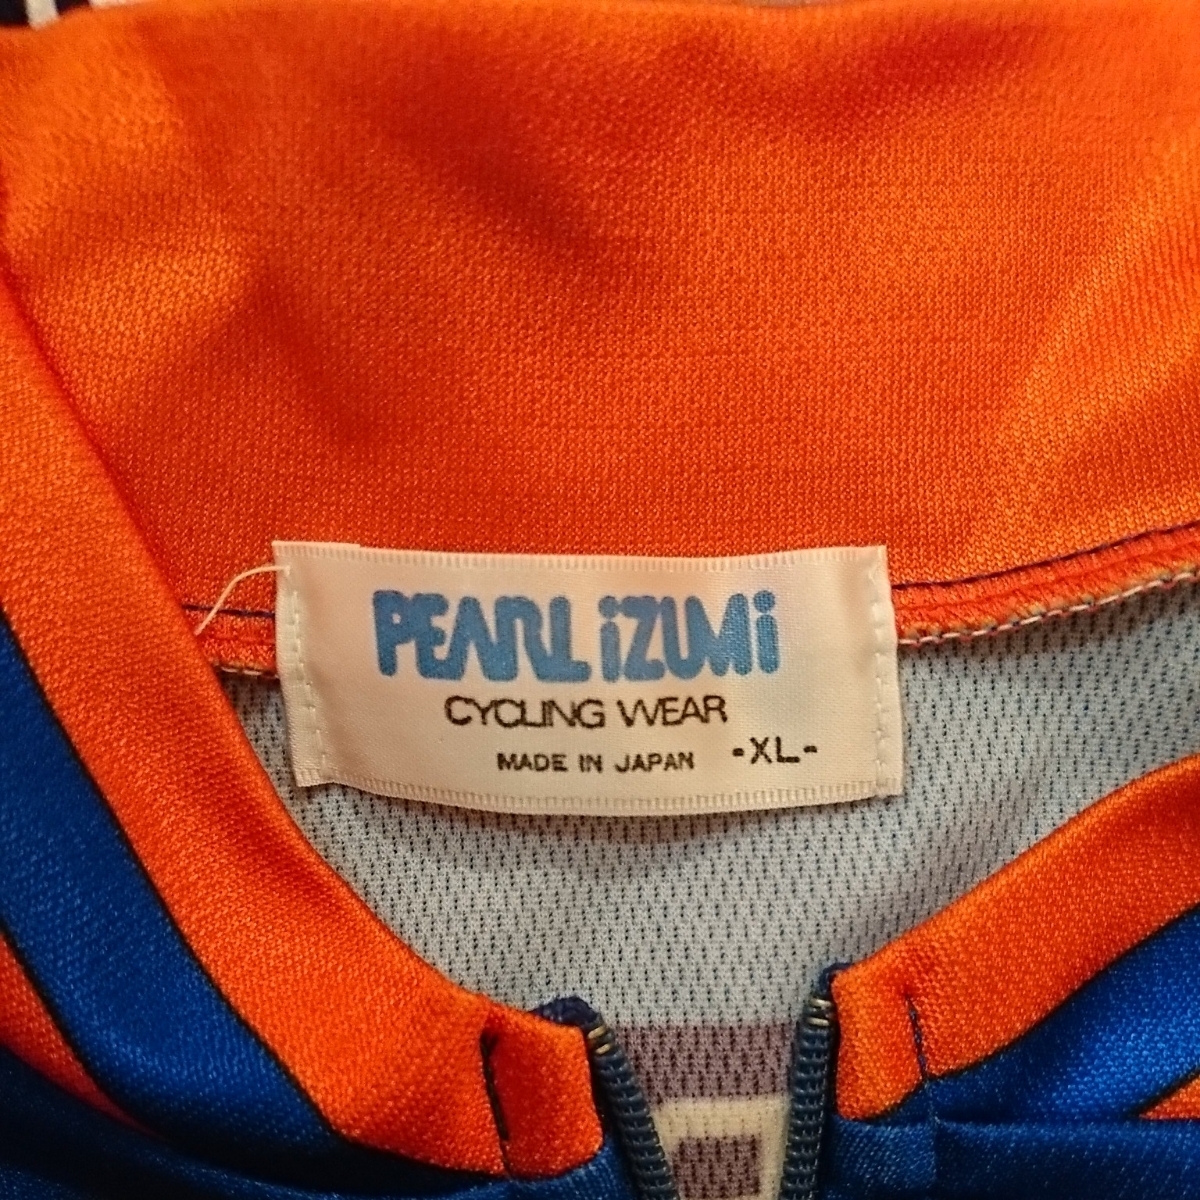 PEARL iZUMi
CYCLING WEAR
MADE IN JAPAN -XL-